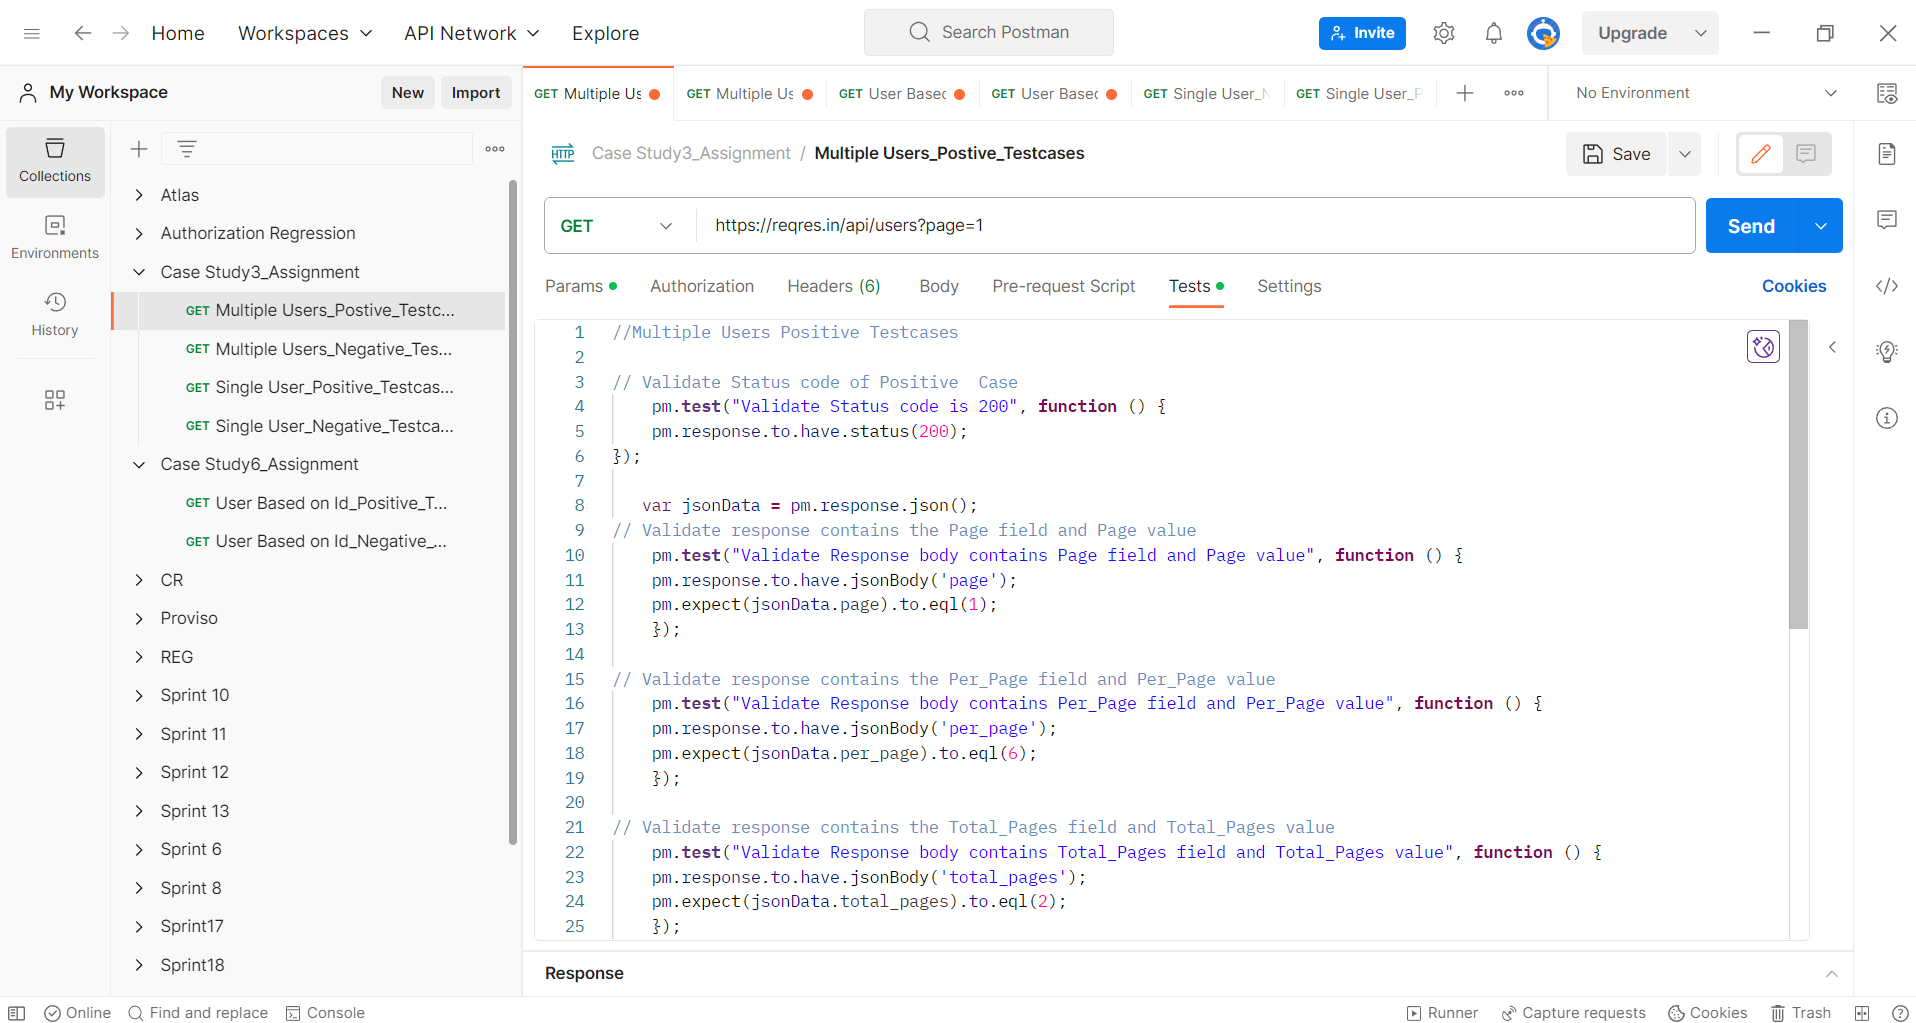 Home Workspaces API Network Explore Search Postman Invite Upgrade
My Workspace New Import
GET Multiple Us GET Multiple Us GET User Based GET User Based GET Single User_N GET Single User_P No Environment
Collections
Environments
History
Atlas
Authorization Regression
Case Study3_Assignment
GET Multiple Users_Postive_Testc...
GET Multiple Users_Negative_Tes...
GET Single User_Positive_Testcas...
GET Single User_Negative_Testca...
Case Study6_Assignment
GET User Based on Id_Positive_T...
GET User Based on Id_Negative_...
CR
Proviso
REG
Sprint 10
Sprint 11
Sprint 12
Sprint 13
Sprint 6
Sprint 8
Sprint17
Sprint18
HTTP Case Study3_Assignment / Multiple Users_Postive_Testcases Save
GET https://reqres.in/api/users?page=1 Send
Params Authorization Headers (6) Body Pre-request Script Tests Settings Cookies
1 //Multiple Users Positive Testcases
2
3 // Validate Status code of Positive  Case
4 pm.test("Validate Status code is 200", function () {
5 pm.response.to.have.status(200);
6 });
7
8 var jsonData = pm.response.json();
9 // Validate response contains the Page field and Page value
10 pm.test("Validate Response body contains Page field and Page value", function () {
11 pm.response.to.have.jsonBody('page');
12 pm.expect(jsonData.page).to.eql(1);
13 });
14
15 // Validate response contains the Per_Page field and Per_Page value
16 pm.test("Validate Response body contains Per_Page field and Per_Page value", function () {
17 pm.response.to.have.jsonBody('per_page');
18 pm.expect(jsonData.per_page).to.eql(6);
19 });
20
21 // Validate response contains the Total_Pages field and Total_Pages value
22 pm.test("Validate Response body contains Total_Pages field and Total_Pages value", function () {
23 pm.response.to.have.jsonBody('total_pages');
24 pm.expect(jsonData.total_pages).to.eql(2);
25 });
Response
Online Find and replace Console Runner Capture requests Cookies Trash